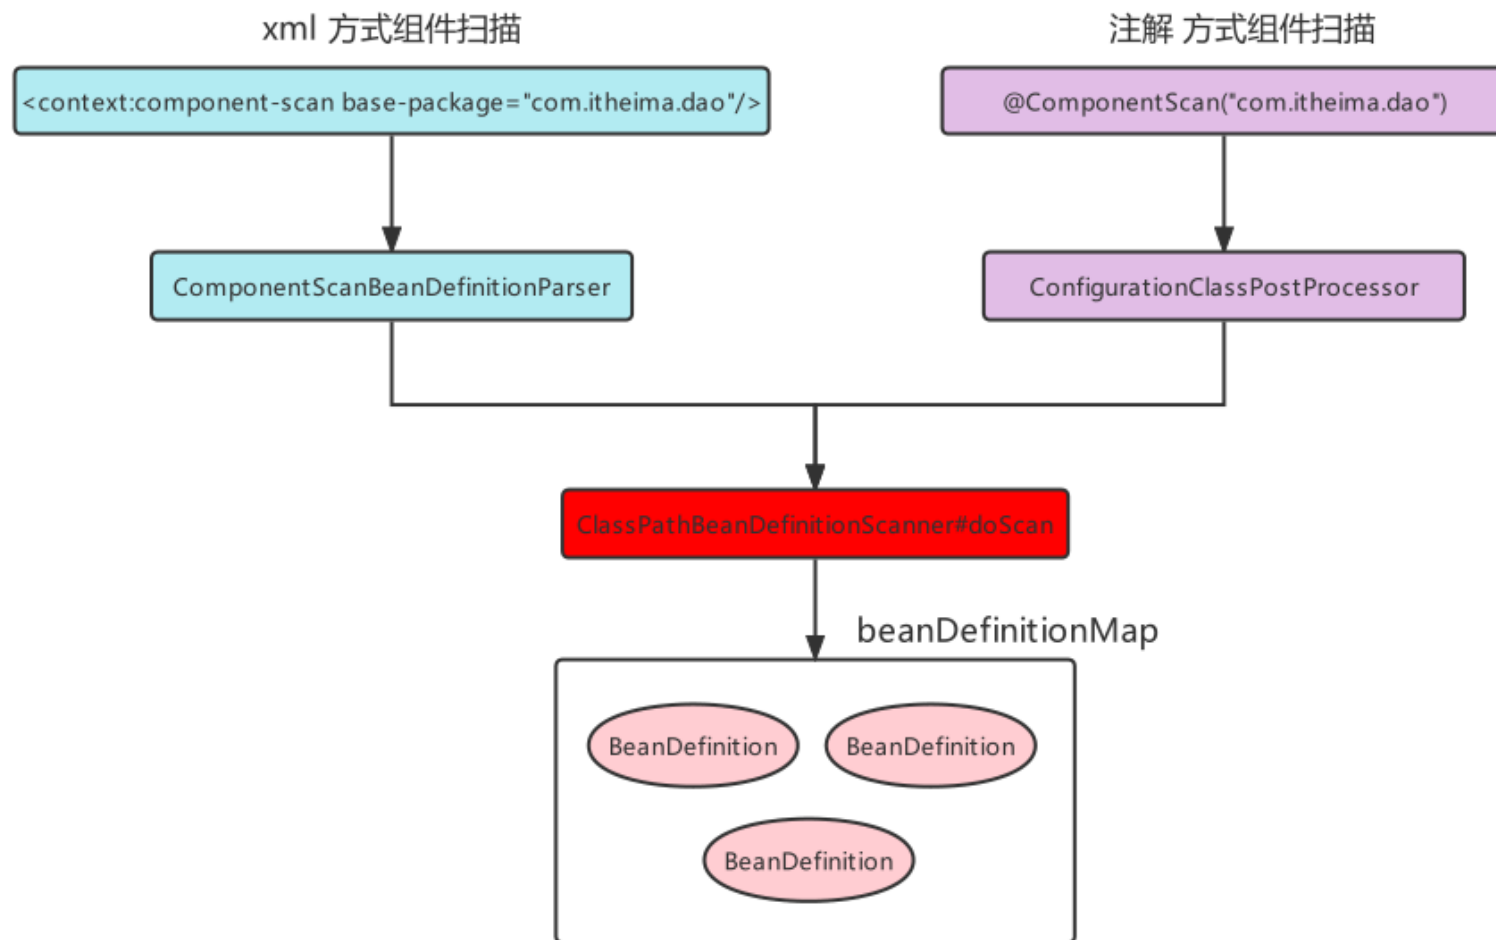 xml 方式组件扫描
注解 方式组件扫描
<context:component-scan base-package="com.itheima.dao"/>
@ComponentScan("com.itheima.dao")
ComponentScanBeanDefinitionParser
ConfigurationClassPostProcessor
ClassPathBeanDefinitionScanner#doScan
beanDefinitionMap
BeanDefinition
BeanDefinition
BeanDefinition